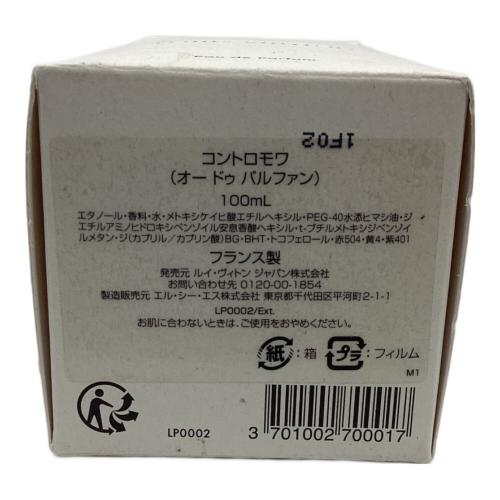 Eau de Parfum
1F02
コントロモワ
(オー ドゥ パルファン)
100mL
エタノール・香料・水・メトキシケイヒ酸エチルヘキシル・PEG-40水添ヒマシ油・ジ
エチルアミノヒドロキシベンゾイル安息香酸ヘキシル・t-ブチルメトキシジベンゾイ
ルメタン・ジ(カプリル/カプリン酸)BG・BHT・トコフェロール・赤504・黄4・紫401
フランス製
発売元 ルイ・ヴィトン ジャパン株式会社
お問い合わせ先 0120-00-1854
製造販売元 エル・シー・エス株式会社 東京都千代田区平河町2-1-1
LP0002/Ext.
お肌に合わないときは、ご使用をおやめください。
紙:箱 プラ:フィルム
M1
LP0002
3 701002 700017